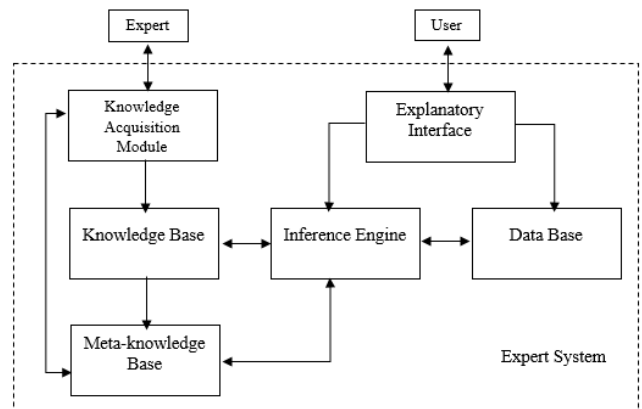 Expert
User
Knowledge
Acquisition
Module
Explanatory
Interface
Knowledge Base
Inference Engine
Data Base
Meta-knowledge
Base
Expert System